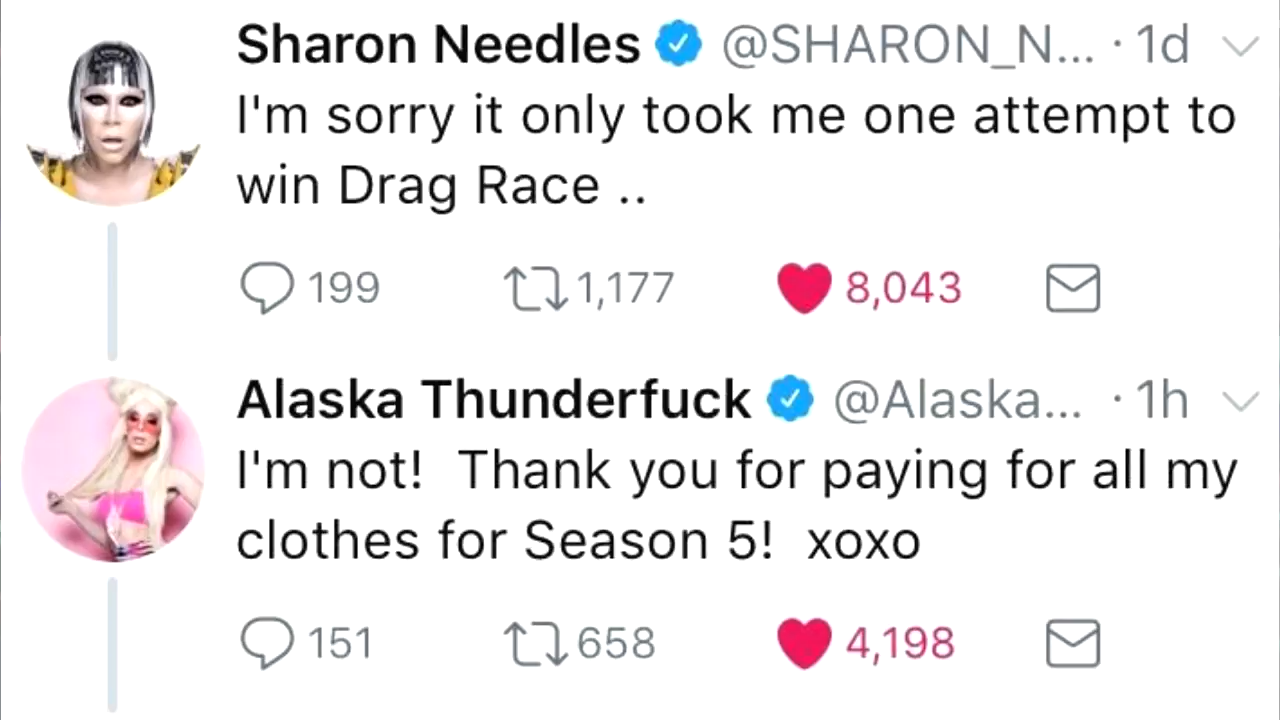 Sharon Needles @SHARON_N... · 1d
I'm sorry it only took me one attempt to
win Drag Race ..
199 1,177 8,043
Alaska Thunderfuck @Alaska... · 1h
I'm not!  Thank you for paying for all my
clothes for Season 5!  xoxo
151 658 4,198